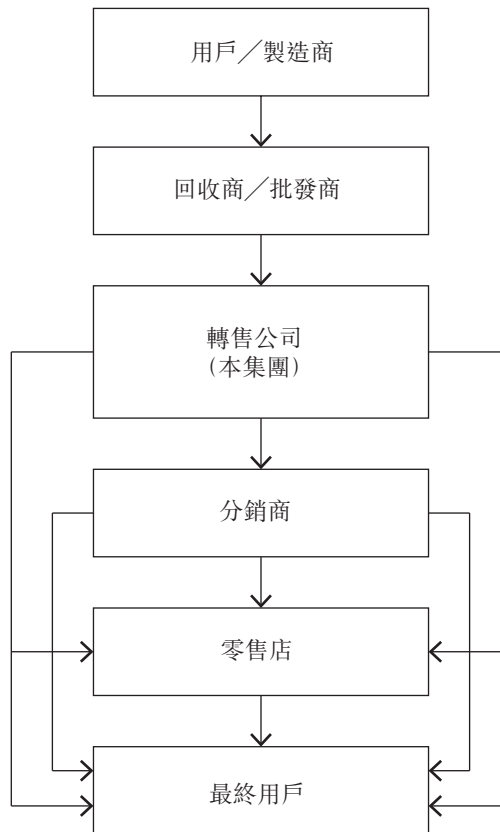 用戶／製造商
回收商／批發商
轉售公司
(本集團)
分銷商
零售店
最終用戶